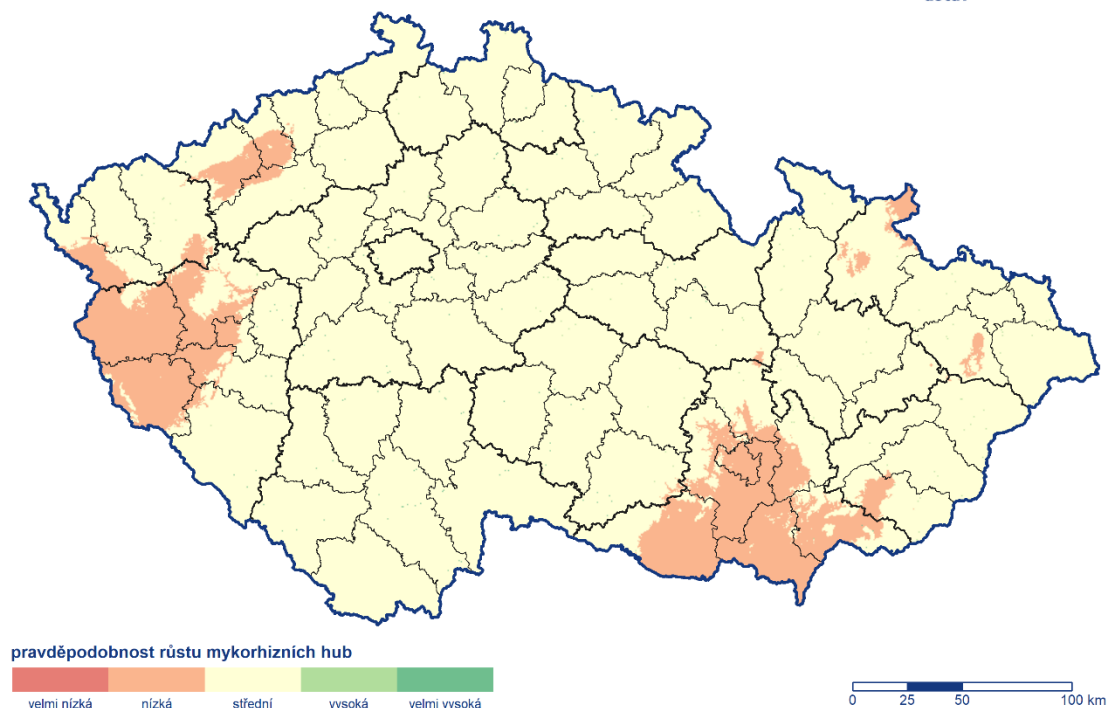 pravděpodobnost růstu mykorhizních hub
velmi nízká nízká střední vysoká velmi vysoká
0 25 50 100 km